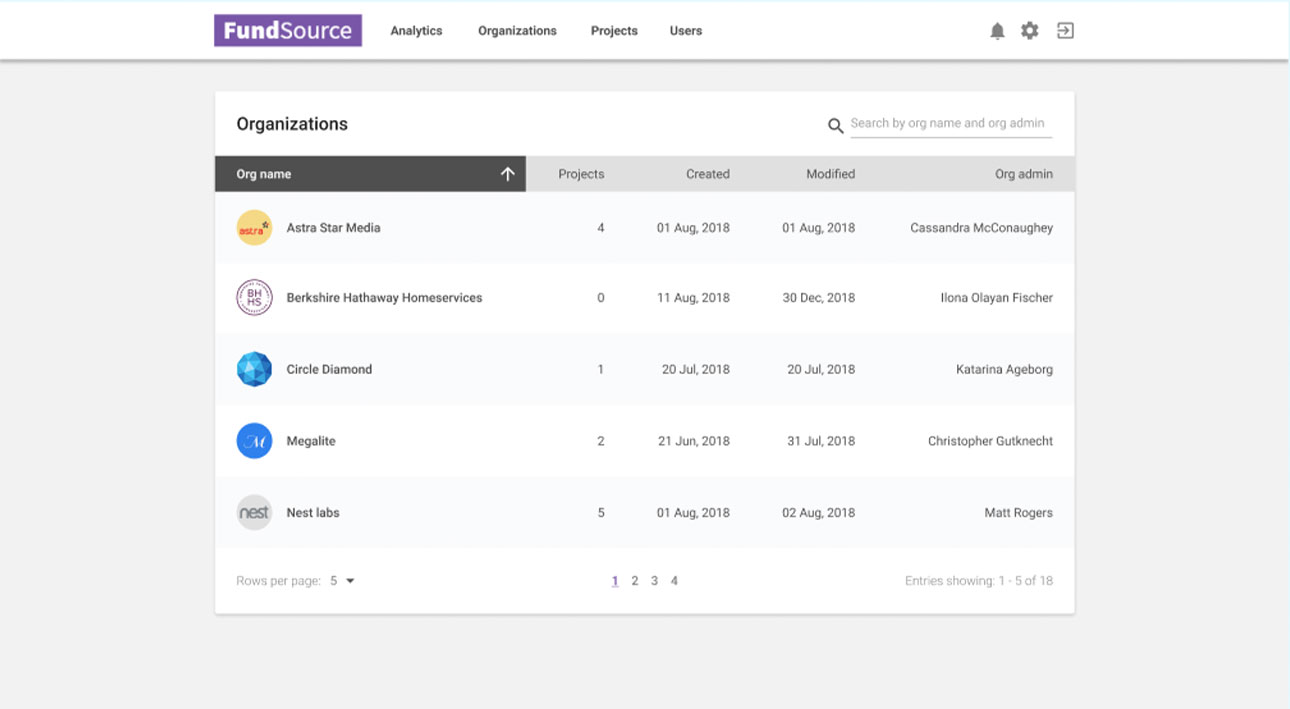 FundSource Analytics Organizations Projects Users
Organizations Search by org name and org admin
Org name Projects Created Modified Org admin
astra Astra Star Media 4 01 Aug, 2018 01 Aug, 2018 Cassandra McConaughey
BH
HS
Berkshire Hathaway Homeservices 0 11 Aug, 2018 30 Dec, 2018 Ilona Olayan Fischer
Circle Diamond 1 20 Jul, 2018 20 Jul, 2018 Katarina Ageborg
M Megalite 2 21 Jun, 2018 31 Jul, 2018 Christopher Gutknecht
nest Nest labs 5 01 Aug, 2018 02 Aug, 2018 Matt Rogers
Rows per page: 5 1 2 3 4 Entries showing: 1 - 5 of 18